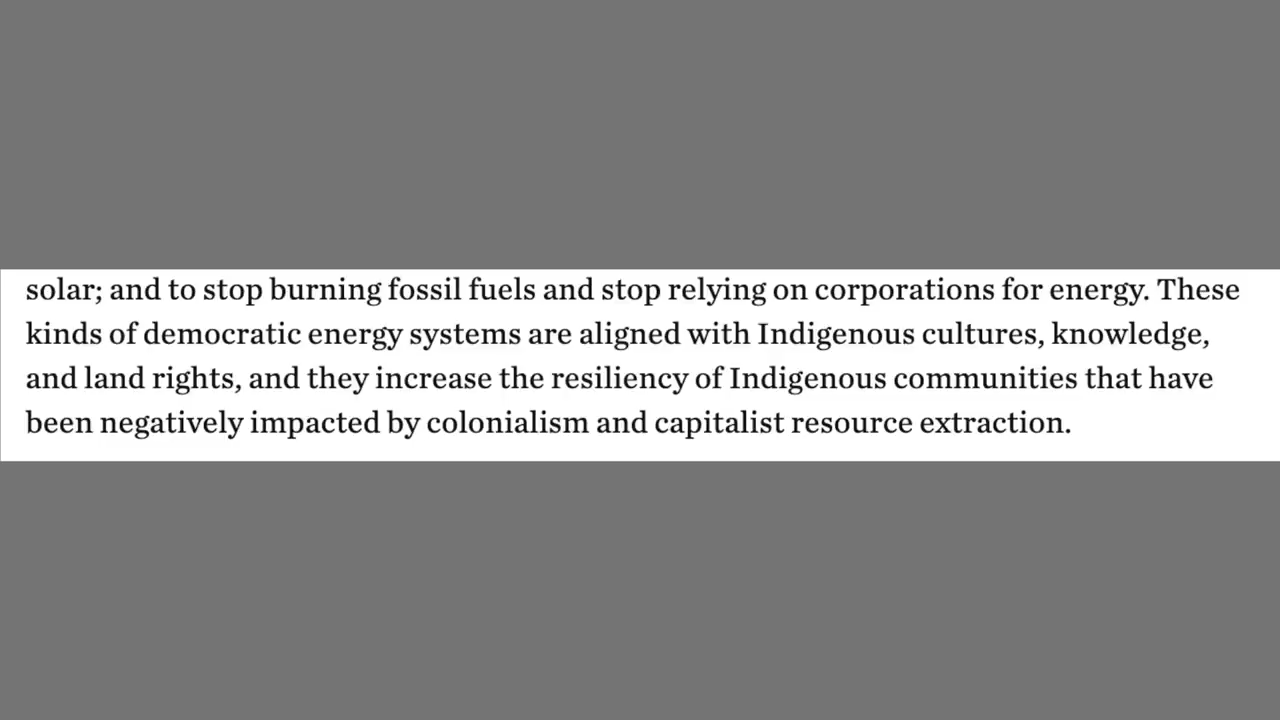 solar; and to stop burning fossil fuels and stop relying on corporations for energy. These
kinds of democratic energy systems are aligned with Indigenous cultures, knowledge,
and land rights, and they increase the resiliency of Indigenous communities that have
been negatively impacted by colonialism and capitalist resource extraction.